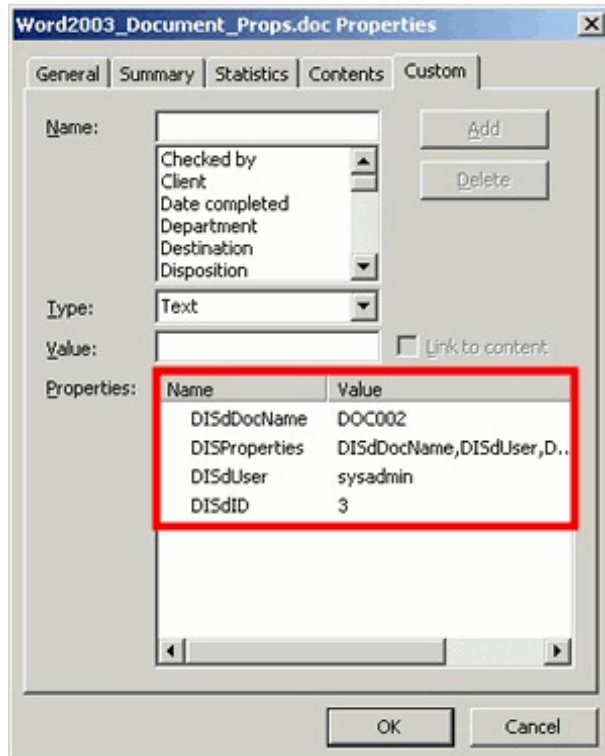 Word2003_Document_Props.doc Properties
General Summary Statistics Contents Custom
Name:
Add
Checked by
Client
Date completed
Department
Destination
Disposition
Delete
Type: Text
Value: Link to content
Properties: Name Value
DISdDocName DOC002
DISProperties DISdDocName,DISdUser,D..
DISdUser sysadmin
DISdID 3
OK Cancel